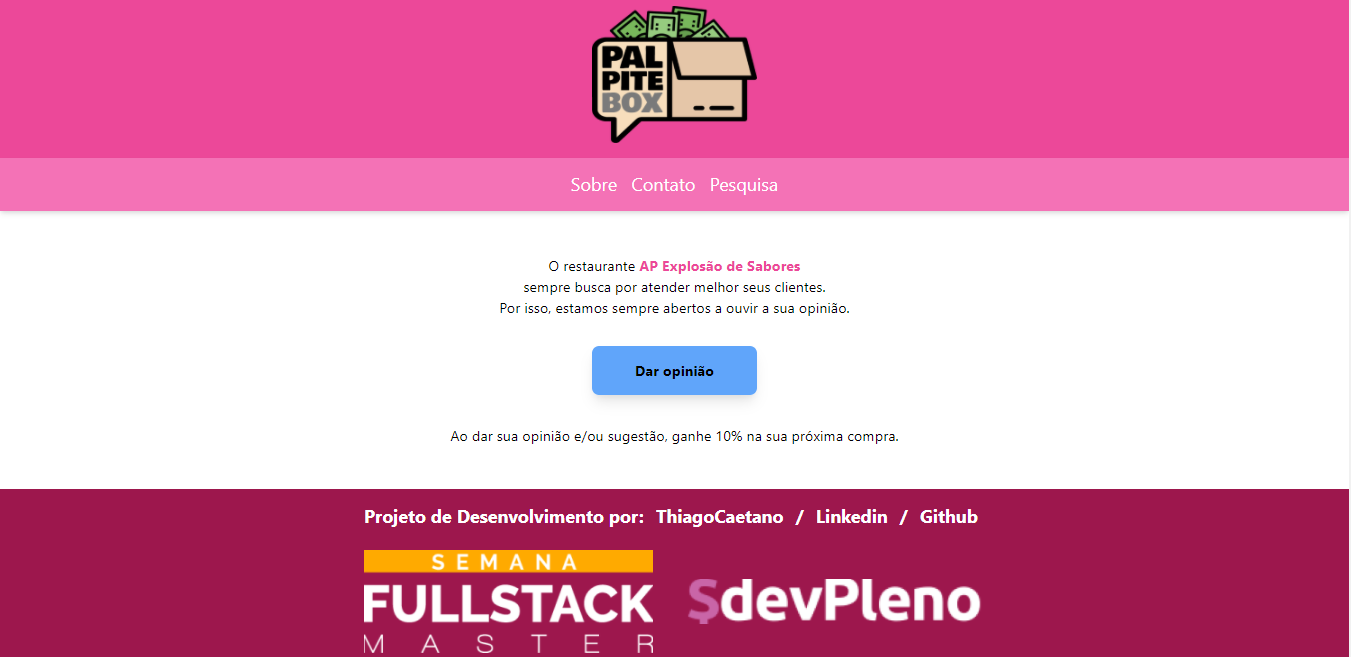 PAL
PITE
BOX
Sobre Contato Pesquisa
O restaurante AP Explosão de Sabores
sempre busca por atender melhor seus clientes.
Por isso, estamos sempre abertos a ouvir a sua opinião.
Dar opinião
Ao dar sua opinião e/ou sugestão, ganhe 10% na sua próxima compra.
Projeto de Desenvolvimento por: ThiagoCaetano / Linkedin / Github
SEMANA
FULLSTACK
MASTER
$devPleno